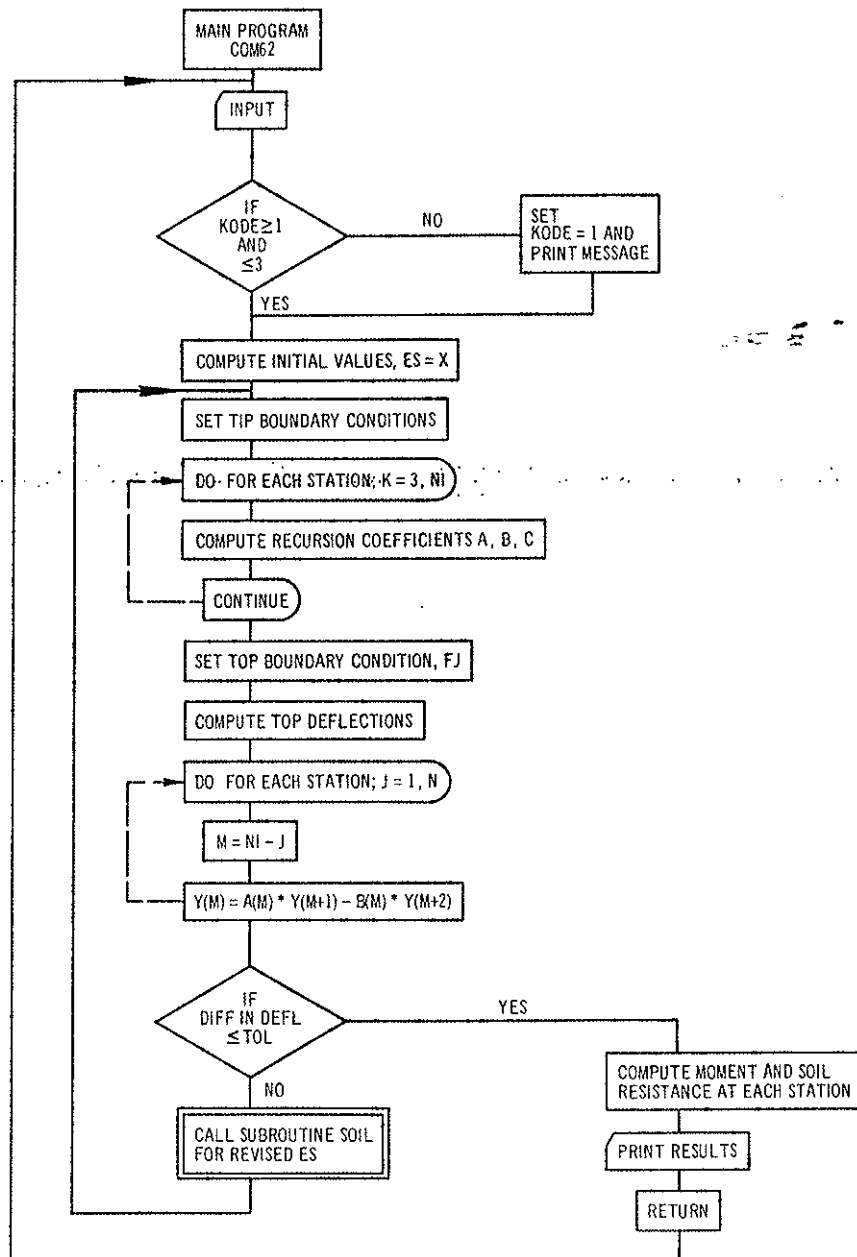 MAIN PROGRAM
COM62
INPUT
IF
KODE≥1
AND
≤3
NO
SET
KODE = 1 AND
PRINT MESSAGE
YES
COMPUTE INITIAL VALUES, ES = X
SET TIP BOUNDARY CONDITIONS
DO FOR EACH STATION; K = 3, NI
COMPUTE RECURSION COEFFICIENTS A, B, C
CONTINUE
SET TOP BOUNDARY CONDITION, FJ
COMPUTE TOP DEFLECTIONS
DO FOR EACH STATION; J = 1, N
M = NI - J
Y(M) = A(M) * Y(M+1) - B(M) * Y(M+2)
IF
DIFF IN DEFL
≤ TOL
YES
NO
COMPUTE MOMENT AND SOIL
RESISTANCE AT EACH STATION
CALL SUBROUTINE SOIL
FOR REVISED ES
PRINT RESULTS
RETURN